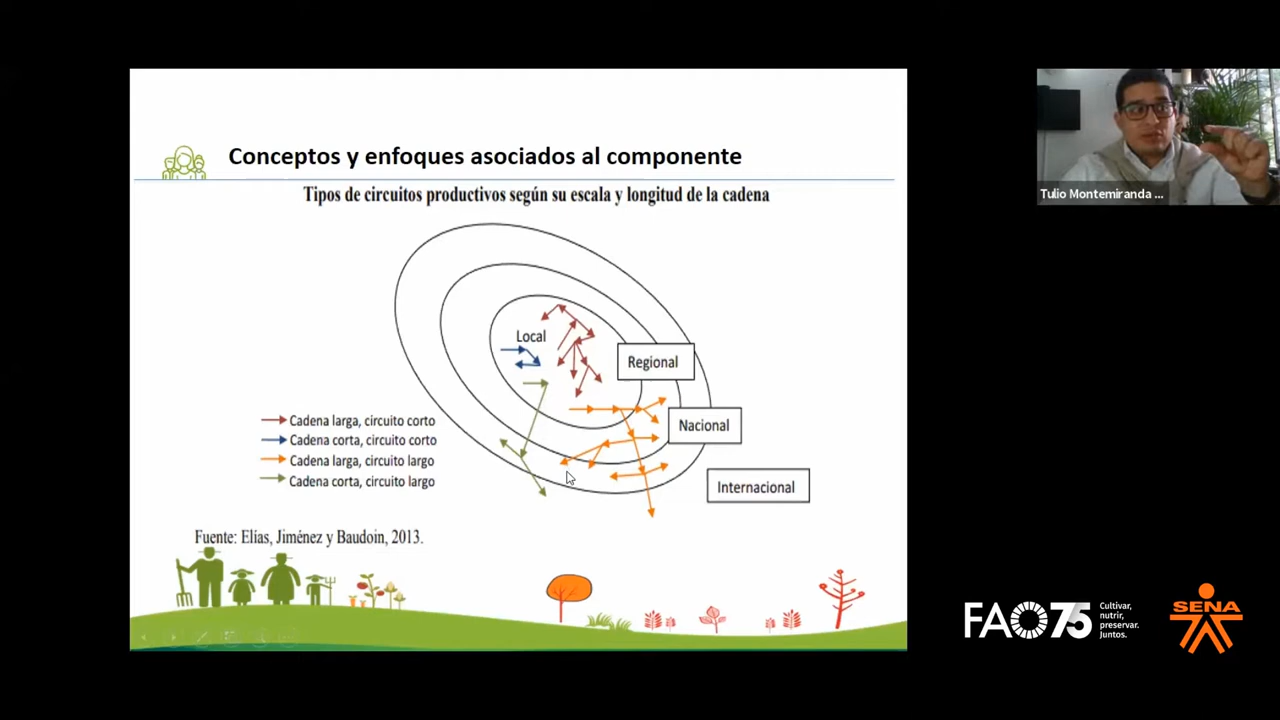 Conceptos y enfoques asociados al componente
Tipos de circuitos productivos según su escala y longitud de la cadena
Local
Regional
Nacional
Internacional
Cadena larga, circuito corto
Cadena corta, circuito corto
Cadena larga, circuito largo
Cadena corta, circuito largo
Fuente: Elías, Jiménez y Baudoin, 2013.
Tulio Montemiranda ...
FAO75
Cultivar,
nutrir,
preservar.
Juntos.
SENA